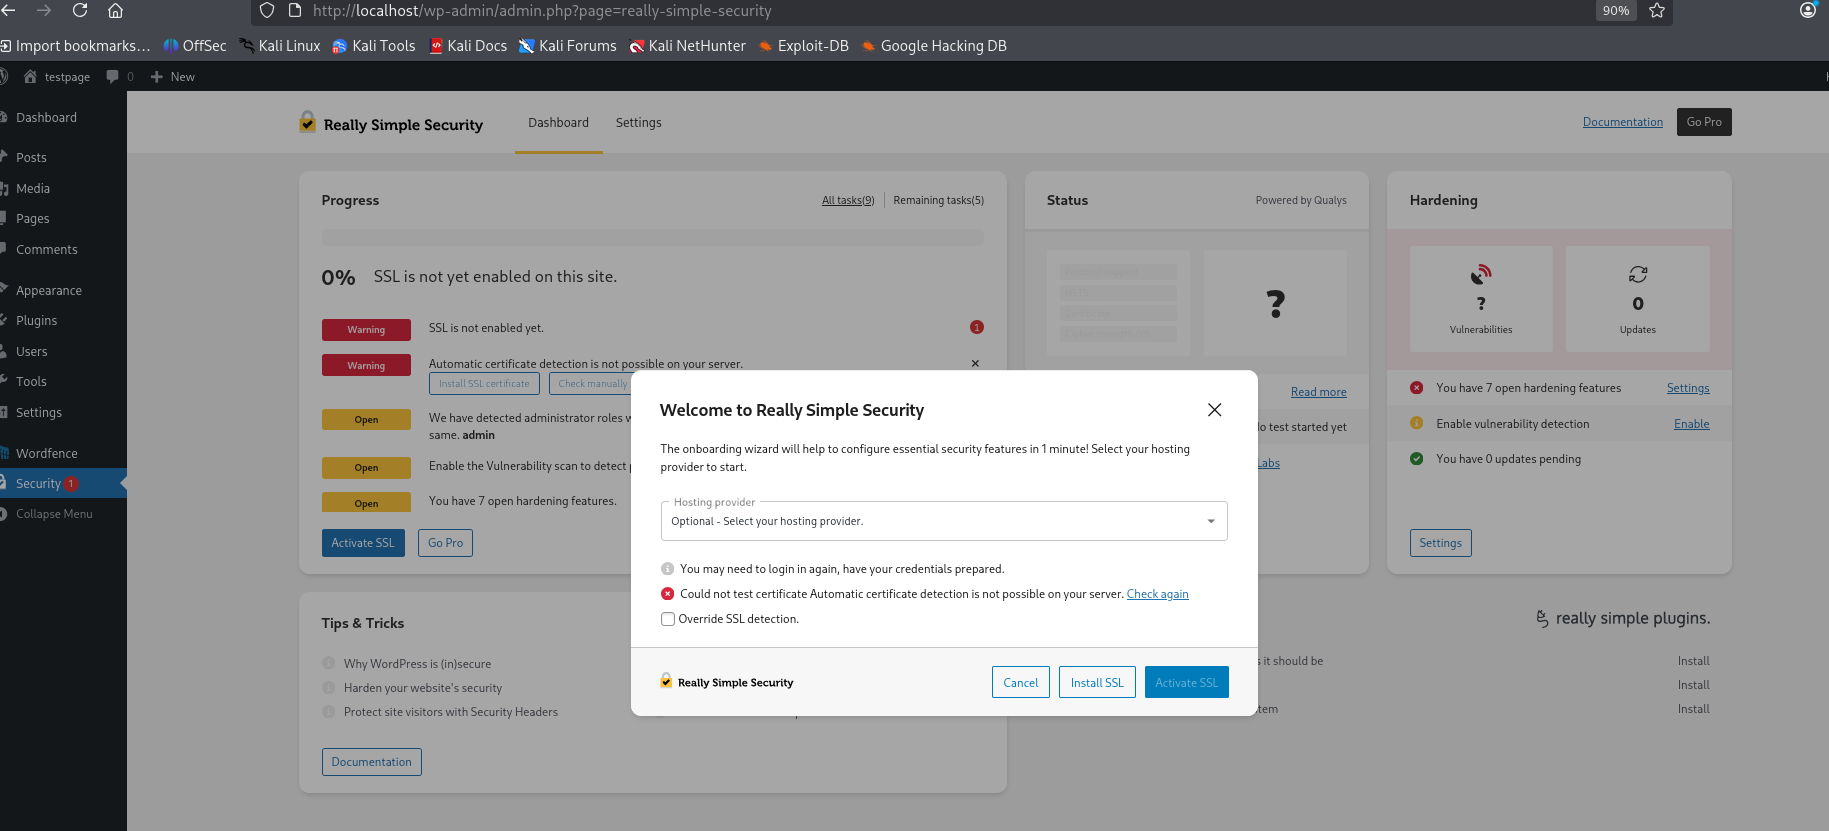 http://localhost/wp-admin/admin.php?page=really-simple-security
90%
Import bookmarks... OffSec Kali Linux Kali Tools Kali Docs Kali Forums Kali NetHunter Exploit-DB Google Hacking DB
testpage 0 New
Dashboard
Posts
Media
Pages
Comments
Appearance
Plugins
Users
Tools
Settings
Wordfence
Security 1
Collapse Menu
Really Simple Security Dashboard Settings Documentation Go Pro
Progress All tasks(9) Remaining tasks(5)
0% SSL is not yet enabled on this site.
Warning SSL is not enabled yet. 1
Warning Automatic certificate detection is not possible on your server.
Install SSL certificate Check manually
Open We have detected administrator roles
same. admin
Open Enable the Vulnerability scan to detect
Open You have 7 open hardening features.
Activate SSL Go Pro
Status Powered by Qualys
?
Read more
test started yet
Labs
Hardening
? 0
Vulnerabilities Updates
You have 7 open hardening features Settings
Enable vulnerability detection Enable
You have 0 updates pending
Settings
Welcome to Really Simple Security
The onboarding wizard will help to configure essential security features in 1 minute! Select your hosting
provider to start.
Hosting provider
Optional - Select your hosting provider.
You may need to login in again, have your credentials prepared.
Could not test certificate Automatic certificate detection is not possible on your server. Check again
Override SSL detection.
Really Simple Security Cancel Install SSL Activate SSL
Tips & Tricks
Why WordPress is (in)secure
Harden your website's security
Protect site visitors with Security Headers
Documentation
really simple plugins.
it should be Install
Install
Install